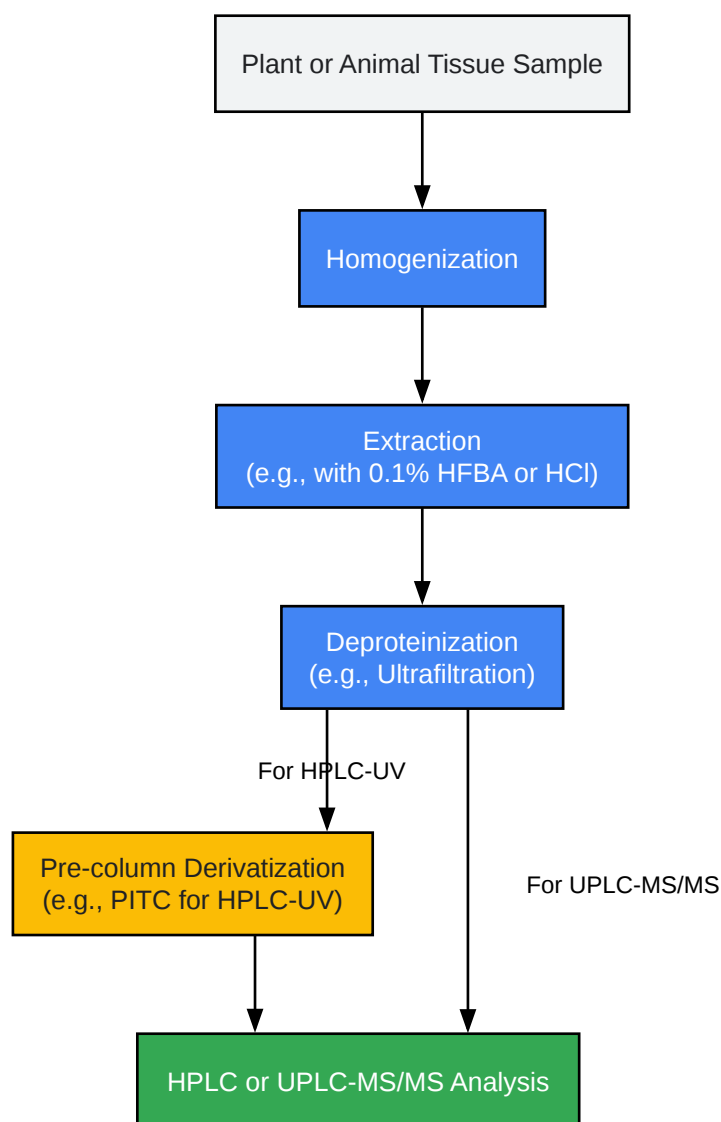 Plant or Animal Tissue Sample
Homogenization
Extraction
(e.g., with 0.1% HFBA or HCl)
Deproteinization
(e.g., Ultrafiltration)
For HPLC-UV
Pre-column Derivatization
(e.g., PITC for HPLC-UV)
For UPLC-MS/MS
HPLC or UPLC-MS/MS Analysis